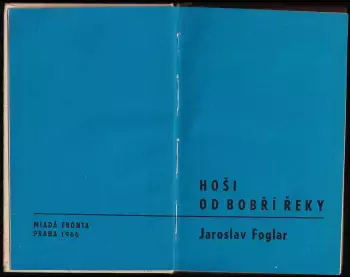 HOŠI
OD BOBŘÍ ŘEKY
MLADÁ FRONTA
PRAHA 1966
Jaroslav Foglar